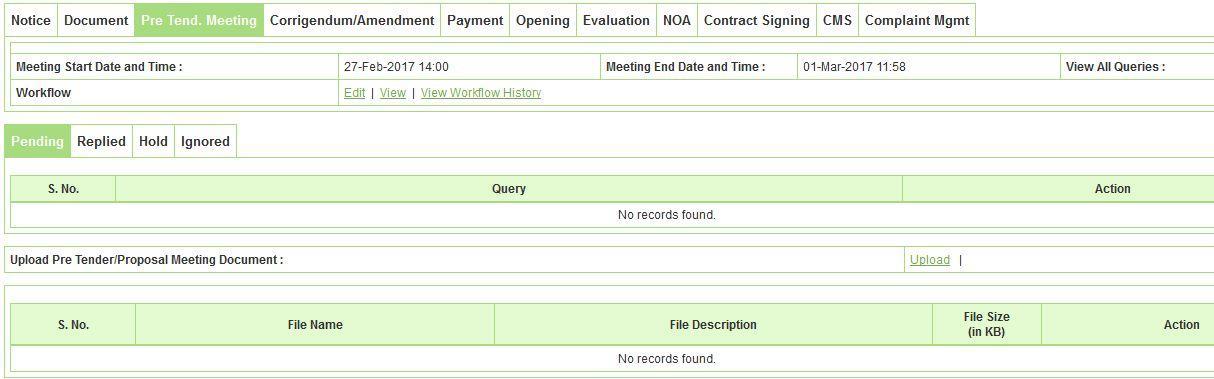 Notice Document Pre Tend. Meeting Corrigendum/Amendment Payment Opening Evaluation NOA Contract Signing CMS Complaint Mgmt
Meeting Start Date and Time : 27-Feb-2017 14:00 Meeting End Date and Time : 01-Mar-2017 11:58 View All Queries :
Workflow Edit | View | View Workflow History
Pending Replied Hold Ignored
S. No. Query Action
No records found.
Upload Pre Tender/Proposal Meeting Document : Upload |
S. No. File Name File Description File Size (in KB) Action
No records found.